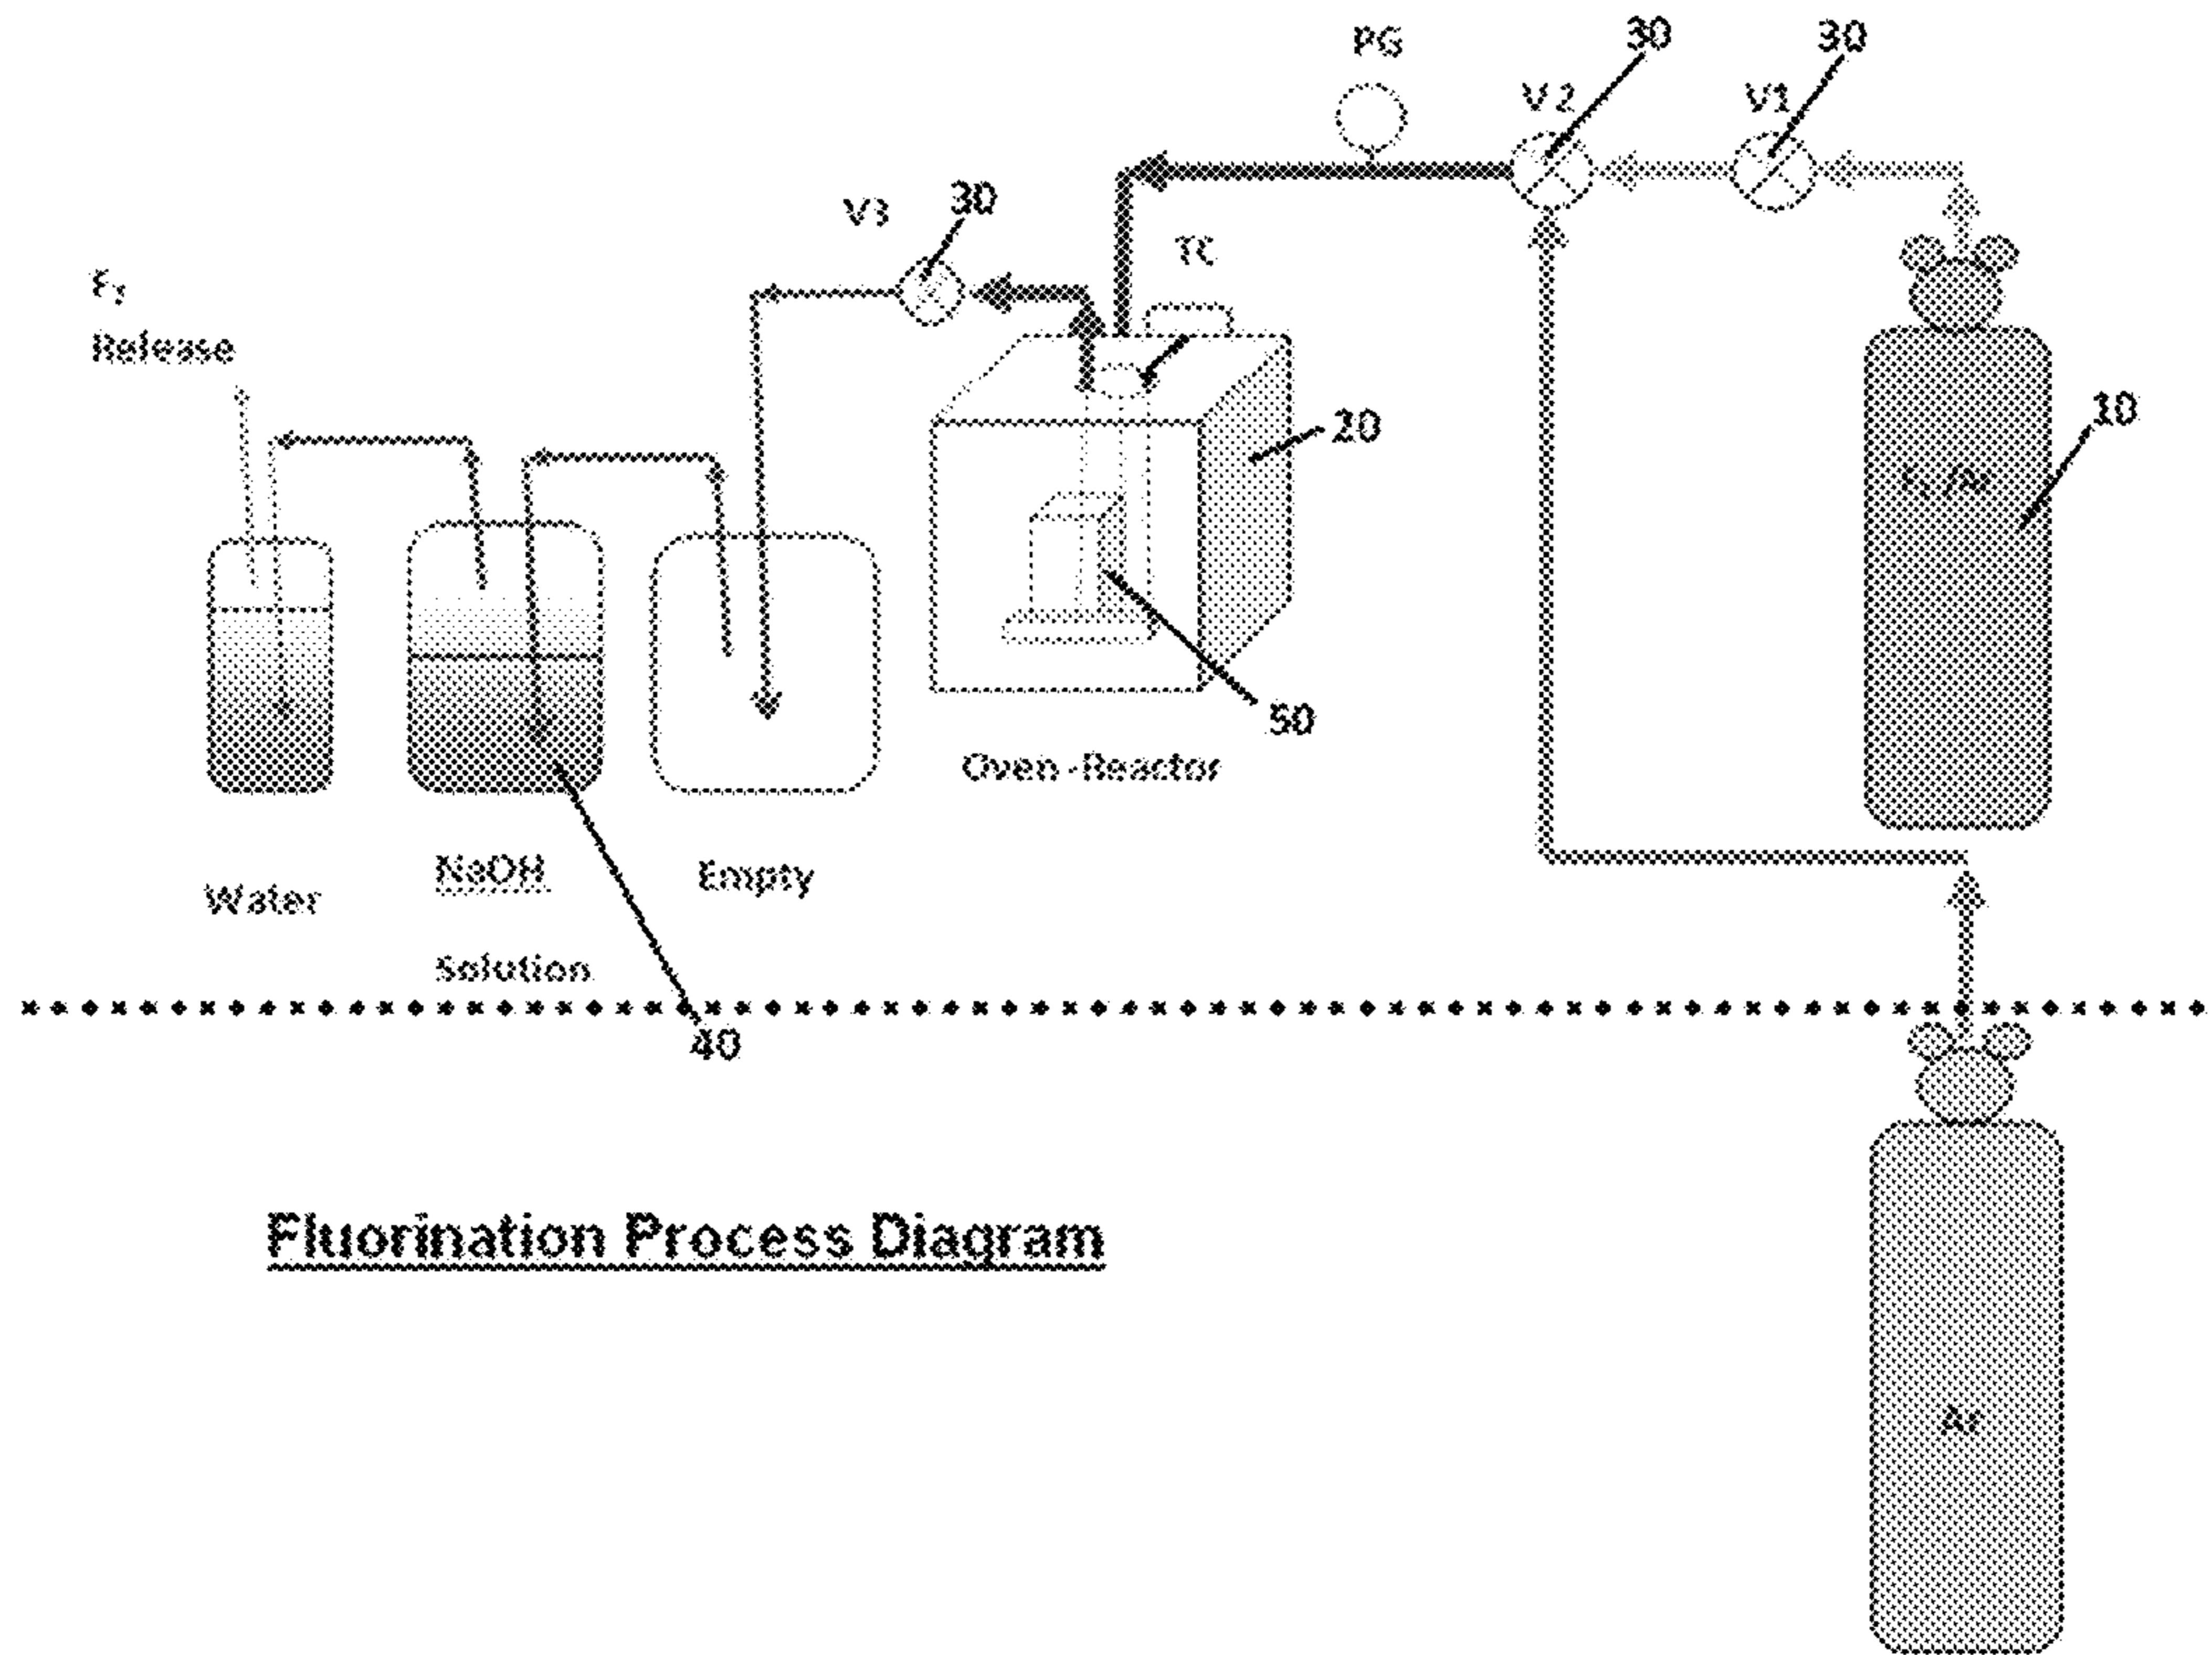 PG
30
30
V2
V1
V3
30
TC
F₂
Release
20
10
F₂/Ar
50
Oven-Reactor
Water
NaOH
Solution
Empty
40
Fluorination Process Diagram
Ar